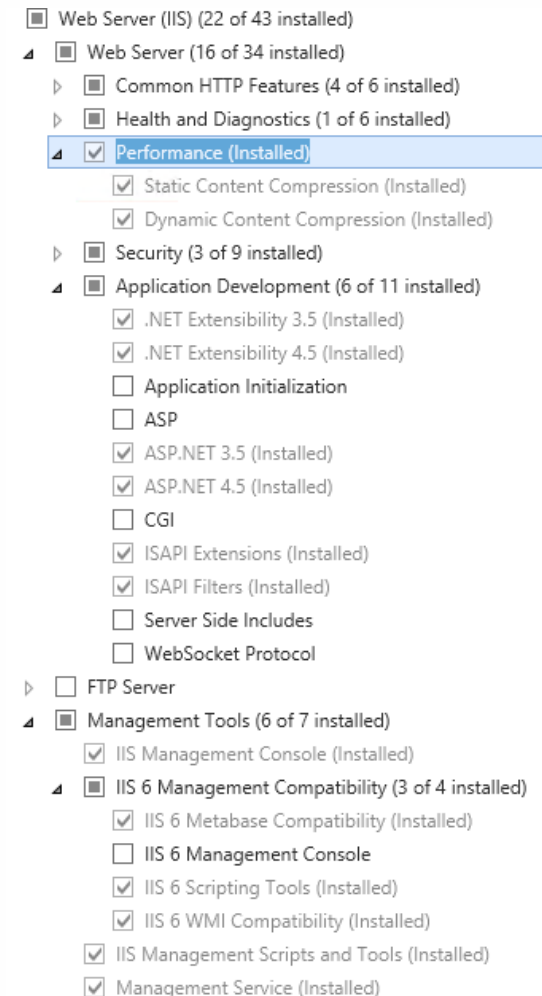 Web Server (IIS) (22 of 43 installed)
Web Server (16 of 34 installed)
Common HTTP Features (4 of 6 installed)
Health and Diagnostics (1 of 6 installed)
Performance (Installed)
Static Content Compression (Installed)
Dynamic Content Compression (Installed)
Security (3 of 9 installed)
Application Development (6 of 11 installed)
.NET Extensibility 3.5 (Installed)
.NET Extensibility 4.5 (Installed)
Application Initialization
ASP
ASP.NET 3.5 (Installed)
ASP.NET 4.5 (Installed)
CGI
ISAPI Extensions (Installed)
ISAPI Filters (Installed)
Server Side Includes
WebSocket Protocol
FTP Server
Management Tools (6 of 7 installed)
IIS Management Console (Installed)
IIS 6 Management Compatibility (3 of 4 installed)
IIS 6 Metabase Compatibility (Installed)
IIS 6 Management Console
IIS 6 Scripting Tools (Installed)
IIS 6 WMI Compatibility (Installed)
IIS Management Scripts and Tools (Installed)
Management Service (Installed)